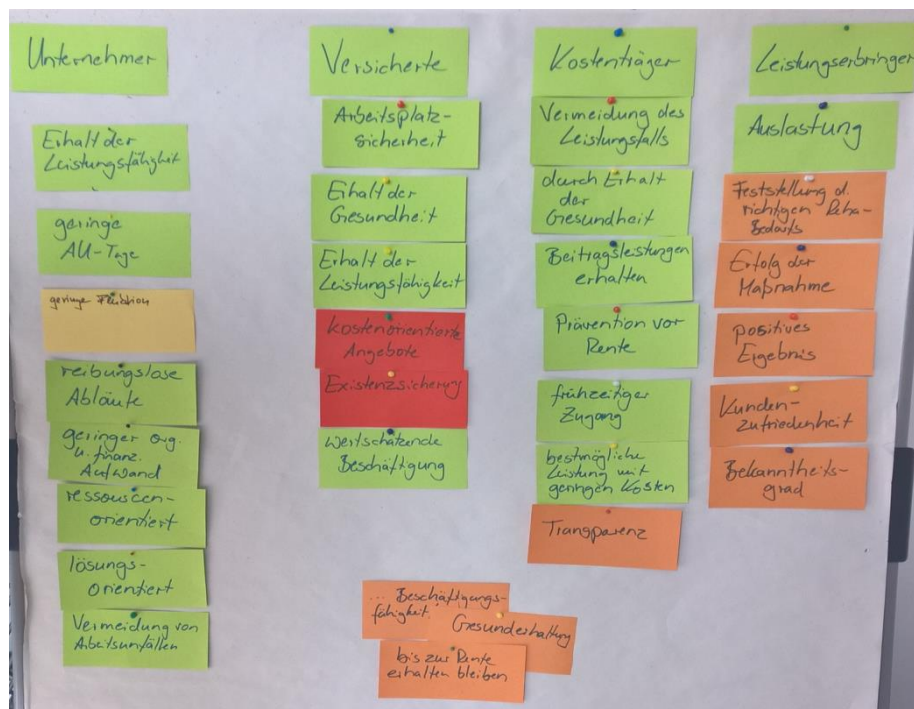 Unternehmer
Erhalt der
Leistungsfähigkeit
geringe
AU-Tage
geringe
reibungslose
Abläufe
geringer org.
u. finanz.
Aufwand
ressourcen-
orientiert
lösungs-
orientiert
Vermeidung von
Arbeitsunfällen
Versicherte
Arbeitsplatz-
sicherheit
Erhalt der
Gesundheit
Erhalt der
Leistungsfähigkeit
kostenorientierte
Angebote
Existenzsicherung
wertschätzende
Beschäftigung
Kostenträger
Vermeidung des
Leistungsfalls
durch Erhalt
der
Gesundheit
Beitragsleistungen
erhalten
Prävention vor
Rente
frühzeitiger
Zugang
bestmögliche
Leistung mit
geringen Kosten
Transparenz
Leistungserbringer
Auslastung
Feststellung d.
richtigen Reha-
Bedarfs
Erfolg der
Maßnahme
positives
Ergebnis
Kunden-
zufriedenheit
Bekanntheits-
grad
... Beschäftigungs-
fähigkeit
Gesunderhaltung
bis zur Rente
erhalten bleiben